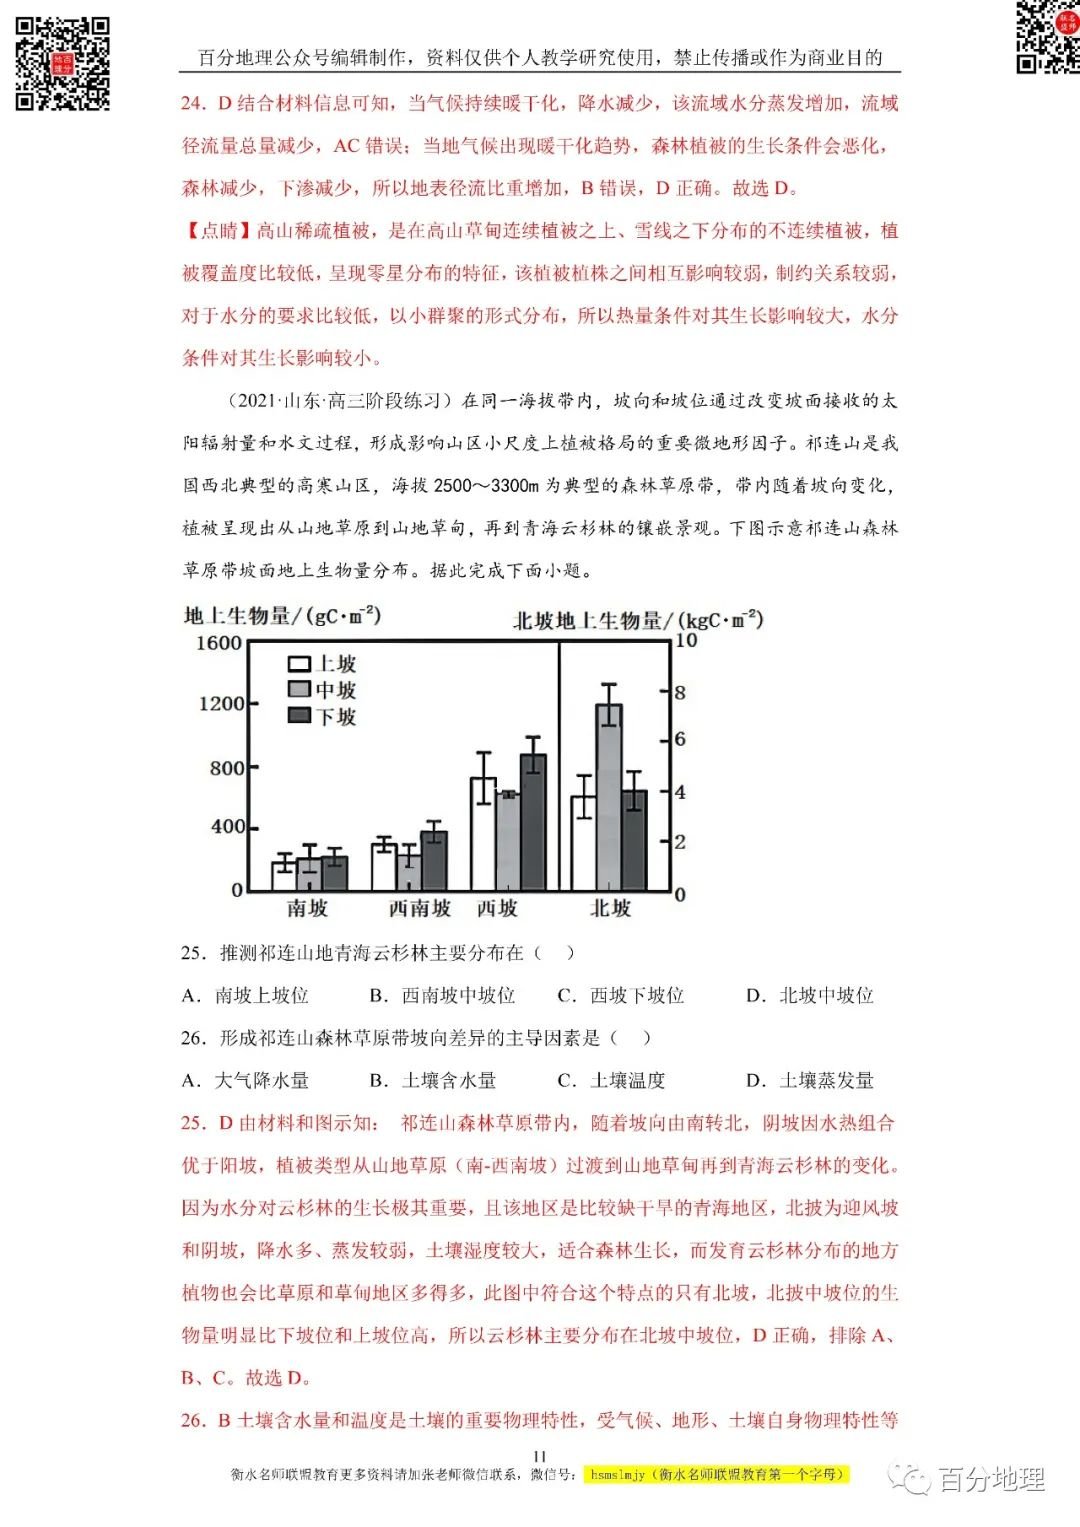 百分地理公众号编辑制作，资料仅供个人教学研究使用，禁止传播或作为商业目的
24．D 结合材料信息可知，当气候持续暖干化，降水减少，该流域水分蒸发增加，流域
径流量总量减少，AC 错误；当地气候出现暖干化趋势，森林植被的生长条件会恶化，
森林减少，下渗减少，所以地表径流比重增加，B 错误，D 正确。故选 D。
【点睛】高山稀疏植被，是在高山草甸连续植被之上、雪线之下分布的不连续植被，植
被覆盖度比较低，呈现零星分布的特征，该植被植株之间相互影响较弱，制约关系较弱，
对于水分的要求比较低，以小群聚的形式分布，所以热量条件对其生长影响较大，水分
条件对其生长影响较小。
（2021·山东·高三阶段练习）在同一海拔带内，坡向和坡位通过改变坡面接收的太
阳辐射量和水文过程，形成影响山区小尺度上植被格局的重要微地形因子。祁连山是我
国西北典型的高寒山区，海拔 2500～3300m 为典型的森林草原带，带内随着坡向变化，
植被呈现出从山地草原到山地草甸，再到青海云杉林的镶嵌景观。下图示意祁连山森林
草原带坡面地上生物量分布。据此完成下面小题。
地上生物量/(gC·m⁻²)
北坡地上生物量/(kgC·m⁻²)
1600
1200
800
400
0
上坡
中坡
下坡
10
8
6
4
2
0
南坡 西南坡 西坡 北坡
25．推测祁连山地青海云杉林主要分布在（　）
A．南坡上坡位 B．西南坡中坡位 C．西坡下坡位 D．北坡中坡位
26．形成祁连山森林草原带坡向差异的主导因素是（　）
A．大气降水量 B．土壤含水量 C．土壤温度 D．土壤蒸发量
25．D 由材料和图示知： 祁连山森林草原带内，随着坡向由南转北，阴坡因水热组合
优于阳坡，植被类型从山地草原（南-西南坡）过渡到山地草甸再到青海云杉林的变化。
因为水分对云杉林的生长极其重要，且该地区是比较缺干旱的青海地区，北披为迎风坡
和阴坡，降水多、蒸发较弱，土壤湿度较大，适合森林生长，而发育云杉林分布的地方
植物也会比草原和草甸地区多得多，此图中符合这个特点的只有北坡，北披中坡位的生
物量明显比下坡位和上坡位高，所以云杉林主要分布在北坡中坡位，D 正确，排除 A、
B、C。故选 D。
26．B 土壤含水量和温度是土壤的重要物理特性，受气候、地形、土壤自身物理特性等
11
衡水名师联盟教育更多资料请加张老师微信联系，微信号： hsmslmjy（衡水名师联盟教育第一个字母）
百分地理